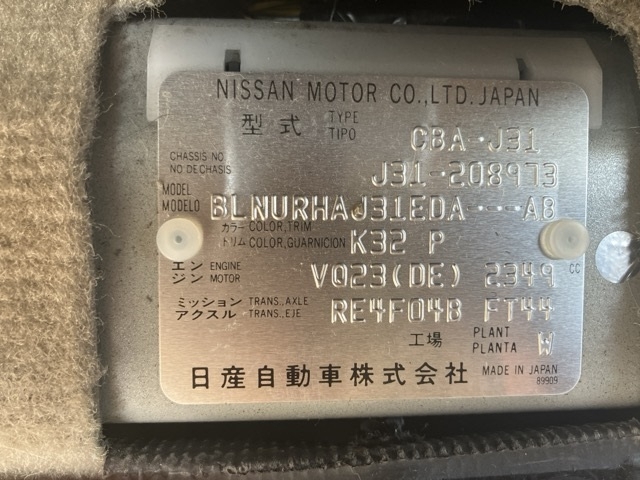 NISSAN MOTOR CO.,LTD. JAPAN
型式 TYPE TIPO CBA-J31
CHASSIS NO NO. DE CHASIS J31-208973
MODEL MODELO BLNURHAJ31EDA---A8
カラー COLOR, TRIM
トリム COLOR, GUARNICION K32 P
エンジン ENGINE MOTOR VQ23(DE) 2349 CC
ミッション TRANS., AXLE
アクスル TRANS., EJE RE4F04B FT44
工場 PLANT PLANTA W
日産自動車株式会社 MADE IN JAPAN
89909